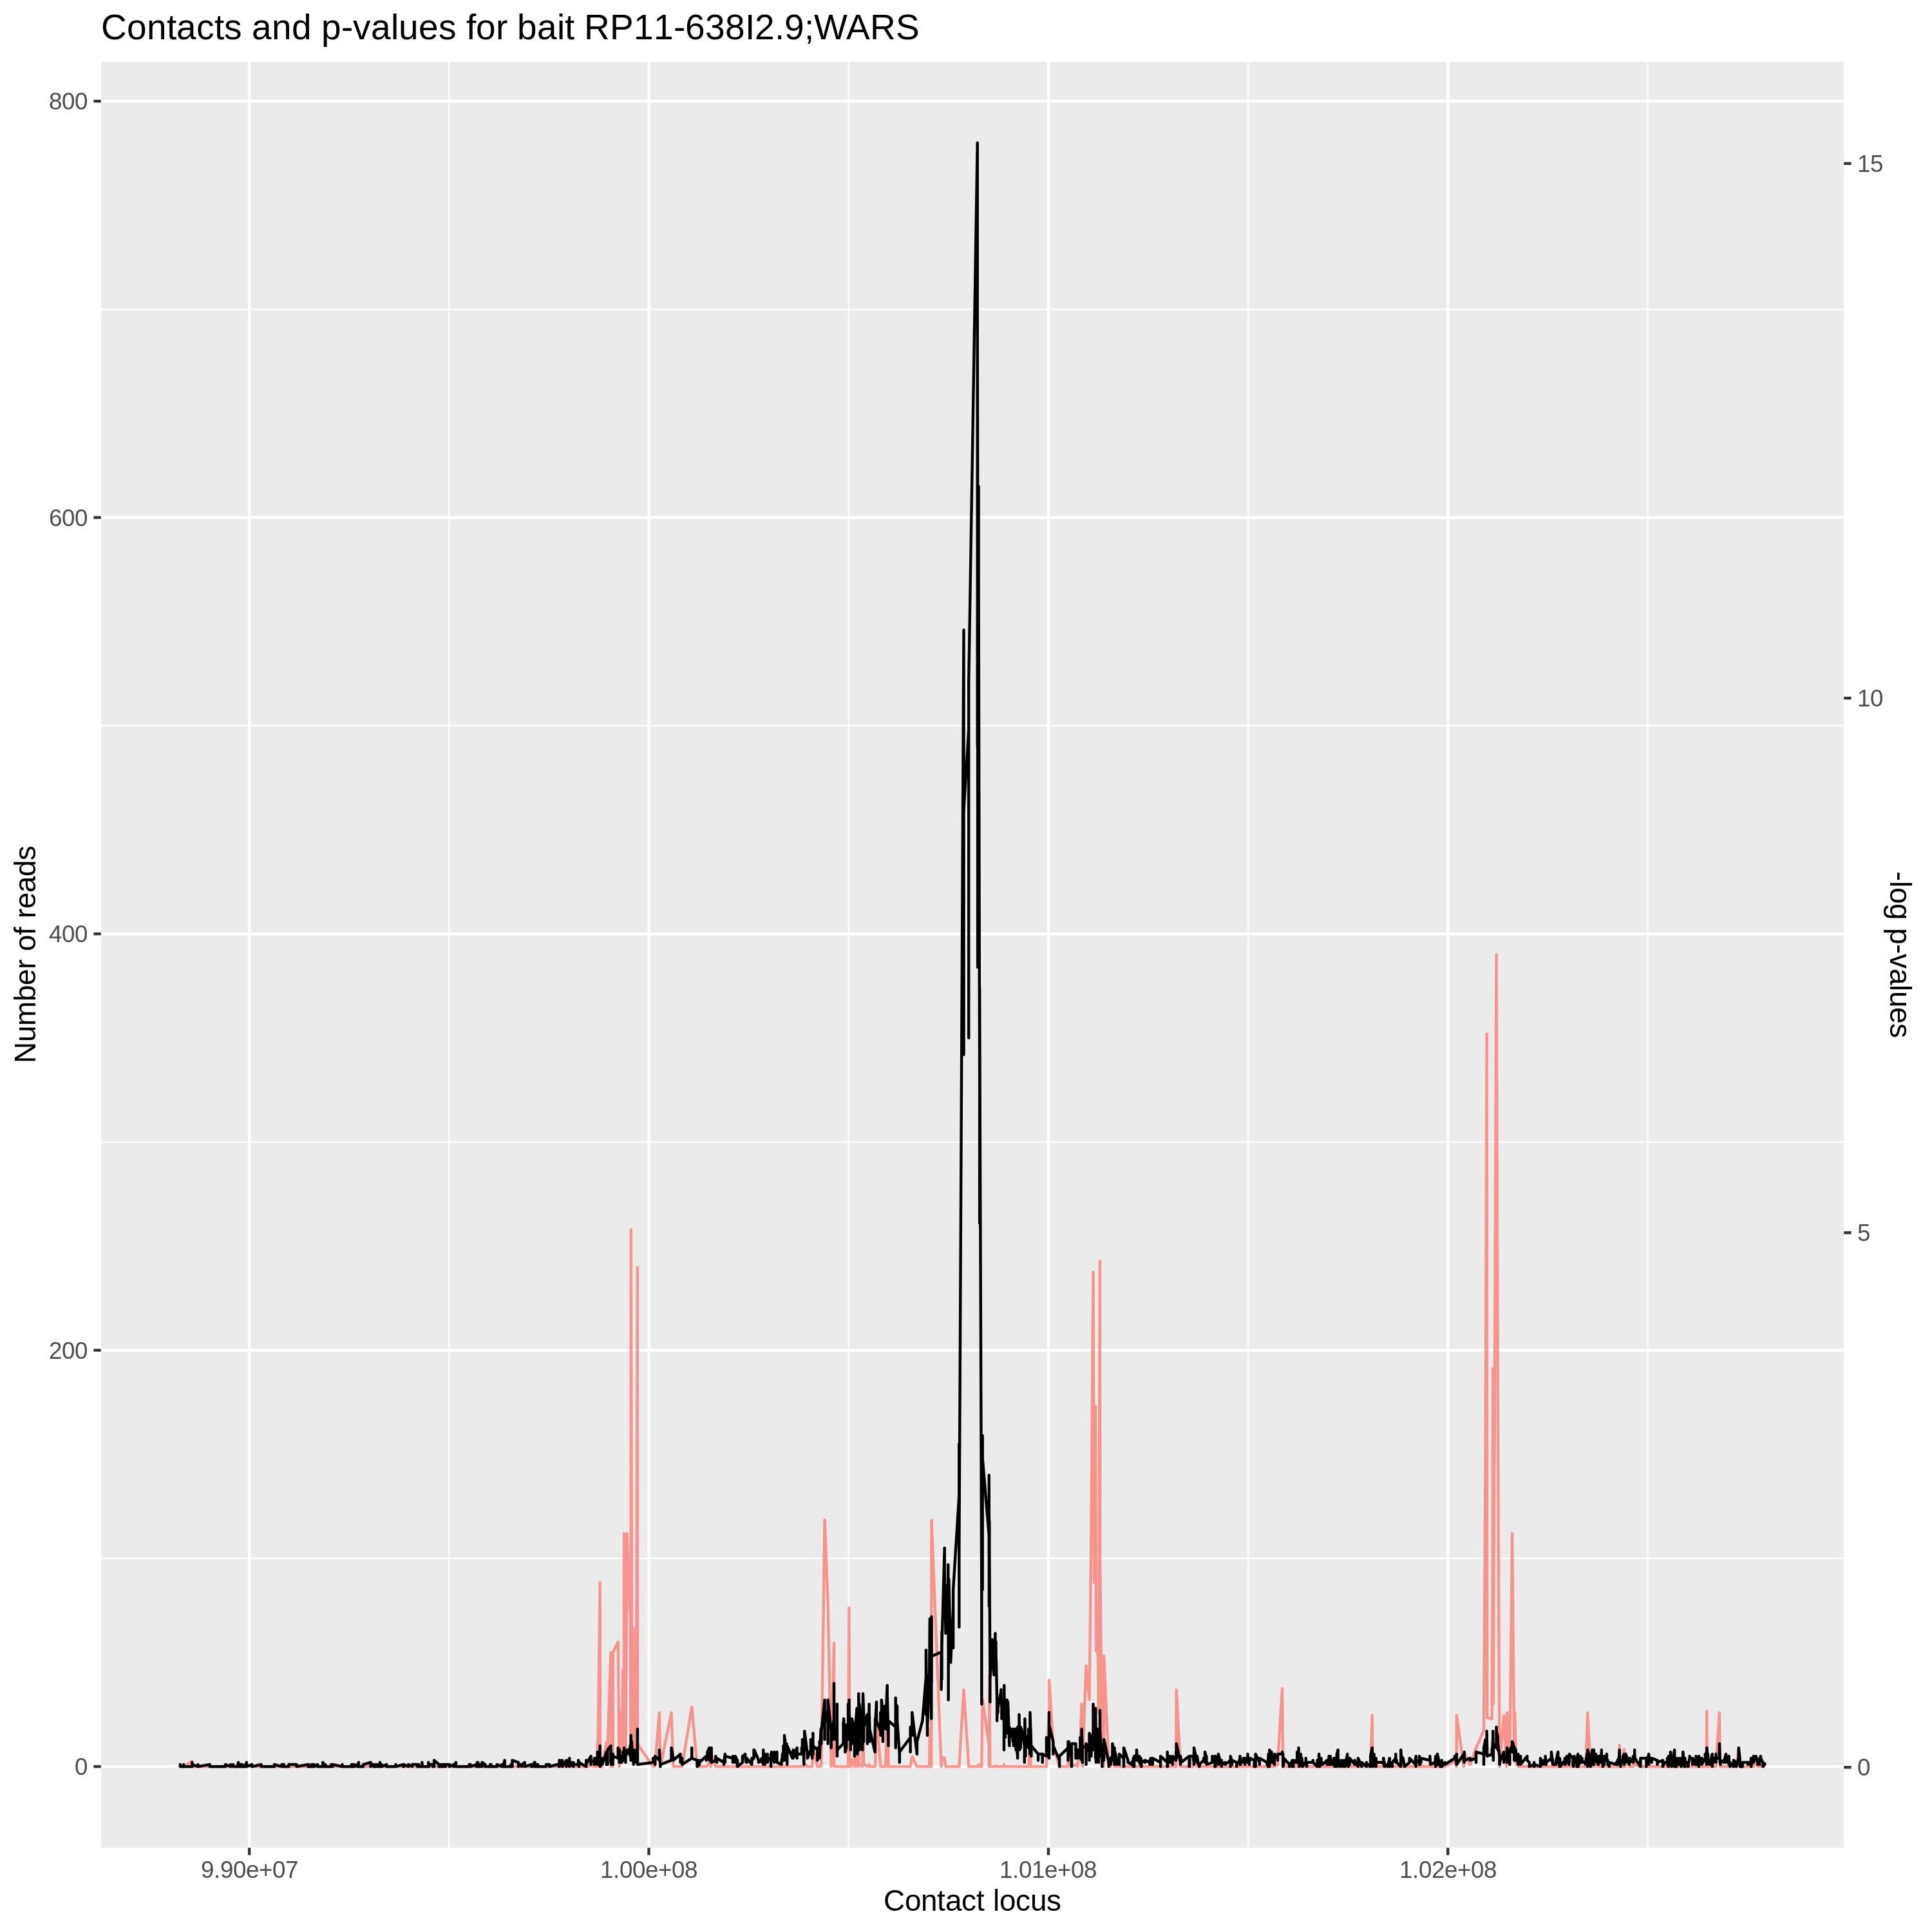 Contacts and p-values for bait RP11-638I2.9;WARS
800
600
400
200
0
Number of reads
15
10
5
0
-log p-values
9.90e+07
1.00e+08
1.01e+08
1.02e+08
Contact locus